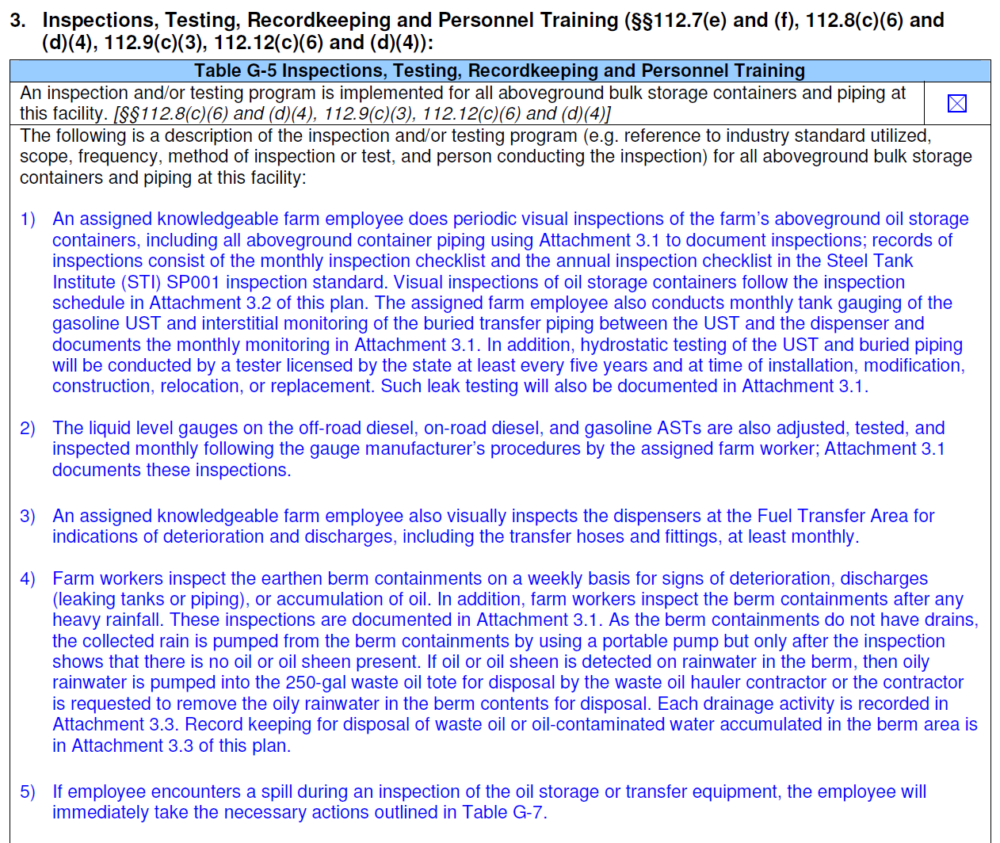 3. Inspections, Testing, Recordkeeping and Personnel Training (§§112.7(e) and (f), 112.8(c)(6) and
(d)(4), 112.9(c)(3), 112.12(c)(6) and (d)(4)):
Table G-5 Inspections, Testing, Recordkeeping and Personnel Training
An inspection and/or testing program is implemented for all aboveground bulk storage containers and piping at
this facility. [§§112.8(c)(6) and (d)(4), 112.9(c)(3), 112.12(c)(6) and (d)(4)]
The following is a description of the inspection and/or testing program (e.g. reference to industry standard utilized,
scope, frequency, method of inspection or test, and person conducting the inspection) for all aboveground bulk storage
containers and piping at this facility:
1) An assigned knowledgeable farm employee does periodic visual inspections of the farm's aboveground oil storage
containers, including all aboveground container piping using Attachment 3.1 to document inspections; records of
inspections consist of the monthly inspection checklist and the annual inspection checklist in the Steel Tank
Institute (STI) SP001 inspection standard. Visual inspections of oil storage containers follow the inspection
schedule in Attachment 3.2 of this plan. The assigned farm employee also conducts monthly tank gauging of the
gasoline UST and interstitial monitoring of the buried transfer piping between the UST and the dispenser and
documents the monthly monitoring in Attachment 3.1. In addition, hydrostatic testing of the UST and buried piping
will be conducted by a tester licensed by the state at least every five years and at time of installation, modification,
construction, relocation, or replacement. Such leak testing will also be documented in Attachment 3.1.
2) The liquid level gauges on the off-road diesel, on-road diesel, and gasoline ASTs are also adjusted, tested, and
inspected monthly following the gauge manufacturer's procedures by the assigned farm worker; Attachment 3.1
documents these inspections.
3) An assigned knowledgeable farm employee also visually inspects the dispensers at the Fuel Transfer Area for
indications of deterioration and discharges, including the transfer hoses and fittings, at least monthly.
4) Farm workers inspect the earthen berm containments on a weekly basis for signs of deterioration, discharges
(leaking tanks or piping), or accumulation of oil. In addition, farm workers inspect the berm containments after any
heavy rainfall. These inspections are documented in Attachment 3.1. As the berm containments do not have drains,
the collected rain is pumped from the berm containments by using a portable pump but only after the inspection
shows that there is no oil or oil sheen present. If oil or oil sheen is detected on rainwater in the berm, then oily
rainwater is pumped into the 250-gal waste oil tote for disposal by the waste oil hauler contractor or the contractor
is requested to remove the oily rainwater in the berm contents for disposal. Each drainage activity is recorded in
Attachment 3.3. Record keeping for disposal of waste oil or oil-contaminated water accumulated in the berm area is
in Attachment 3.3 of this plan.
5) If employee encounters a spill during an inspection of the oil storage or transfer equipment, the employee will
immediately take the necessary actions outlined in Table G-7.